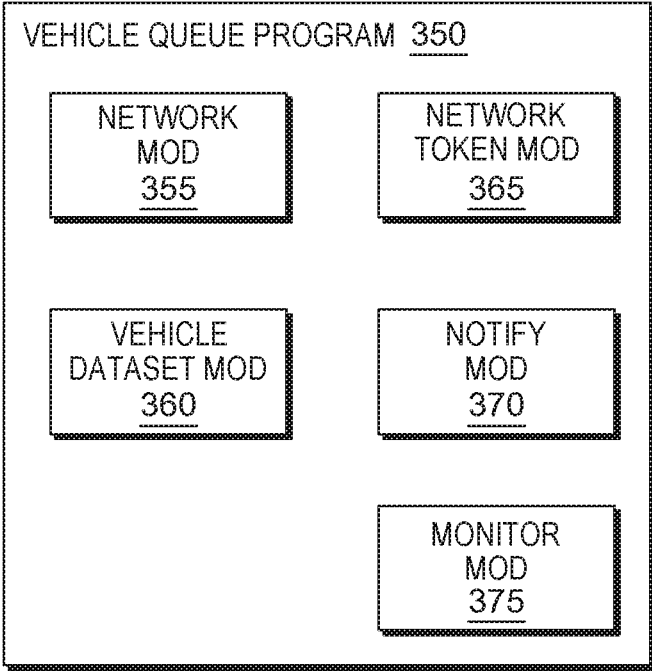 VEHICLE QUEUE PROGRAM 350
NETWORK
MOD
355
NETWORK
TOKEN MOD
365
VEHICLE
DATASET MOD
360
NOTIFY
MOD
370
MONITOR
MOD
375